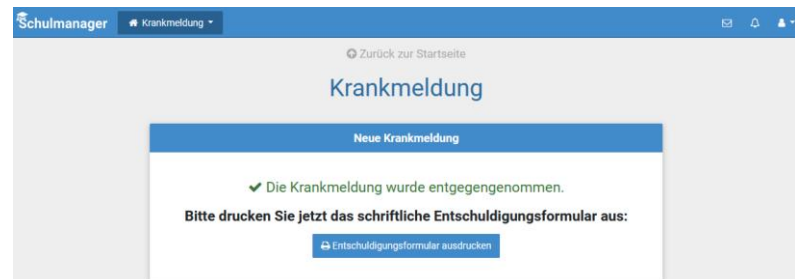 Schulmanager Krankmeldung
Zurück zur Startseite
Krankmeldung
Neue Krankmeldung
Die Krankmeldung wurde entgegengenommen.
Bitte drucken Sie jetzt das schriftliche Entschuldigungsformular aus:
Entschuldigungsformular ausdrucken